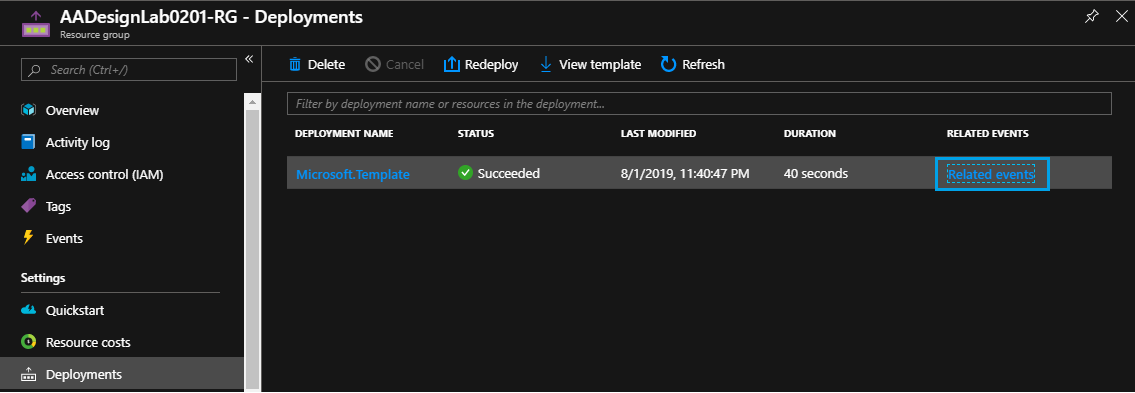 AADesignLab0201-RG - Deployments
Resource group
Search (Ctrl+/)
«
Overview
Activity log
Access control (IAM)
Tags
Events
Settings
Quickstart
Resource costs
Deployments
Delete Cancel Redeploy View template Refresh
Filter by deployment name or resources in the deployment...
DEPLOYMENT NAME STATUS LAST MODIFIED DURATION RELATED EVENTS
Microsoft.Template Succeeded 8/1/2019, 11:40:47 PM 40 seconds Related events